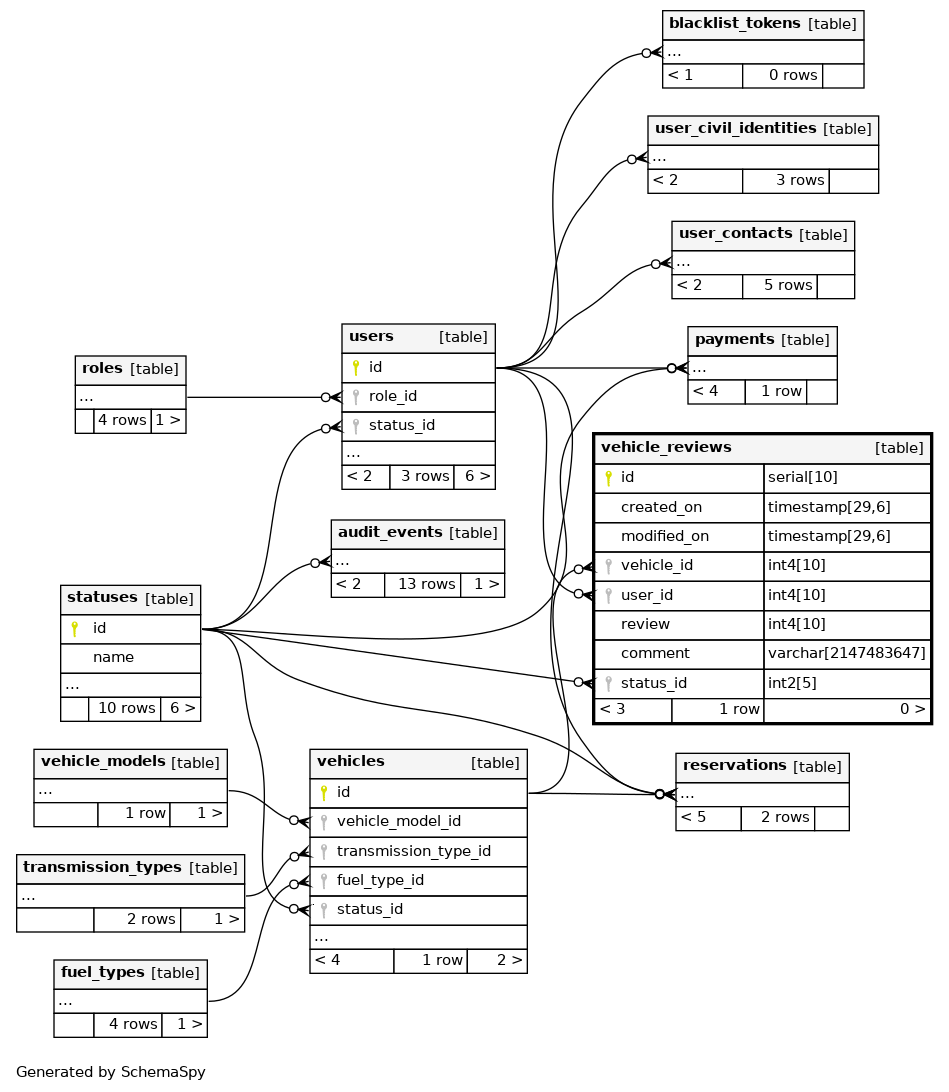 blacklist_tokens [table]
...
< 1 0 rows
user_civil_identities [table]
...
< 2 3 rows
user_contacts [table]
...
< 2 5 rows
payments [table]
...
< 4 1 row
users [table]
id
role_id
status_id
...
< 2 3 rows 6 >
roles [table]
...
4 rows 1 >
vehicle_reviews [table]
id serial[10]
created_on timestamp[29,6]
modified_on timestamp[29,6]
vehicle_id int4[10]
user_id int4[10]
review int4[10]
comment varchar[2147483647]
status_id int2[5]
< 3 1 row 0 >
audit_events [table]
...
< 2 13 rows 1 >
statuses [table]
id
name
...
10 rows 6 >
vehicle_models [table]
...
1 row 1 >
vehicles [table]
id
vehicle_model_id
transmission_type_id
fuel_type_id
status_id
...
< 4 1 row 2 >
reservations [table]
...
< 5 2 rows
transmission_types [table]
...
2 rows 1 >
fuel_types [table]
...
4 rows 1 >
Generated by SchemaSpy